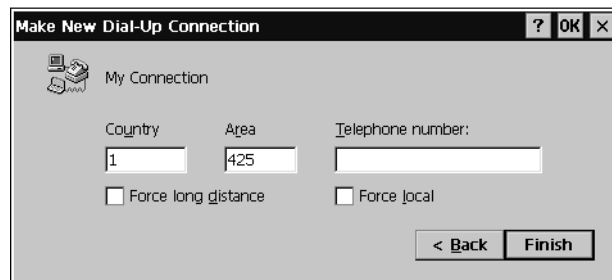 Make New Dial-Up Connection ? OK ×
My Connection
Country Area Telephone number:
1 425
Force long distance Force local
< Back Finish